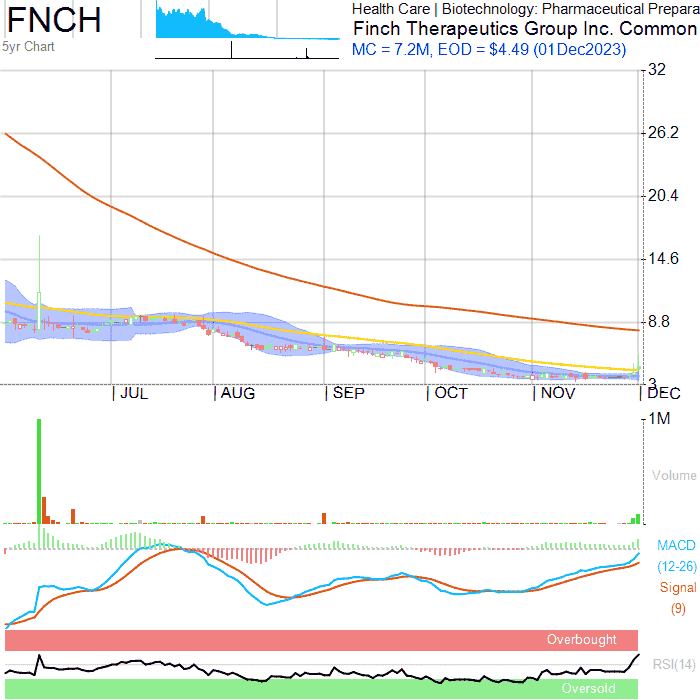 FNCH
5yr Chart
Health Care | Biotechnology: Pharmaceutical Prepara
Finch Therapeutics Group Inc. Common
MC = 7.2M, EOD = $4.49 (01Dec2023)
32
26.2
20.4
14.6
8.8
3
JUL
AUG
SEP
OCT
NOV
DEC
1M
Volume
MACD
(12-26)
Signal
(9)
Overbought
RSI(14)
Oversold